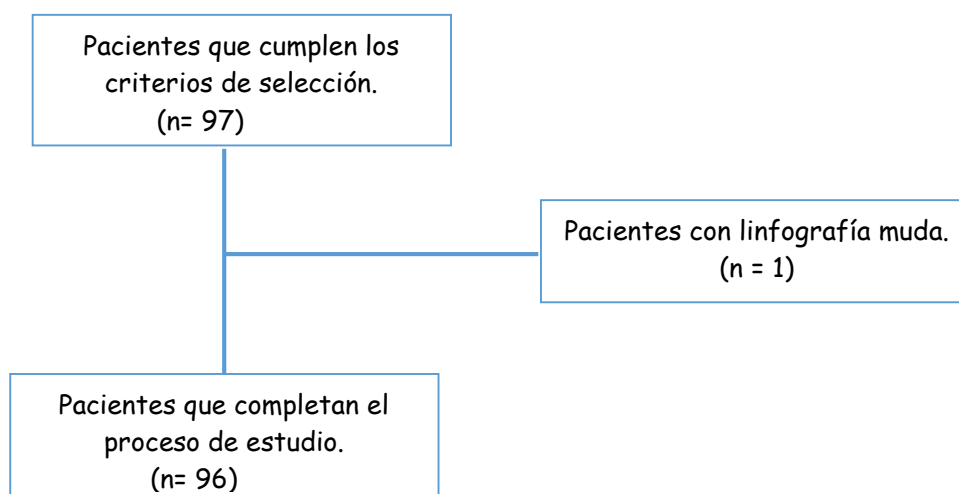 Pacientes que cumplen los
criterios de selección.
(n= 97)
Pacientes con linfografía muda.
(n = 1)
Pacientes que completan el
proceso de estudio.
(n= 96)